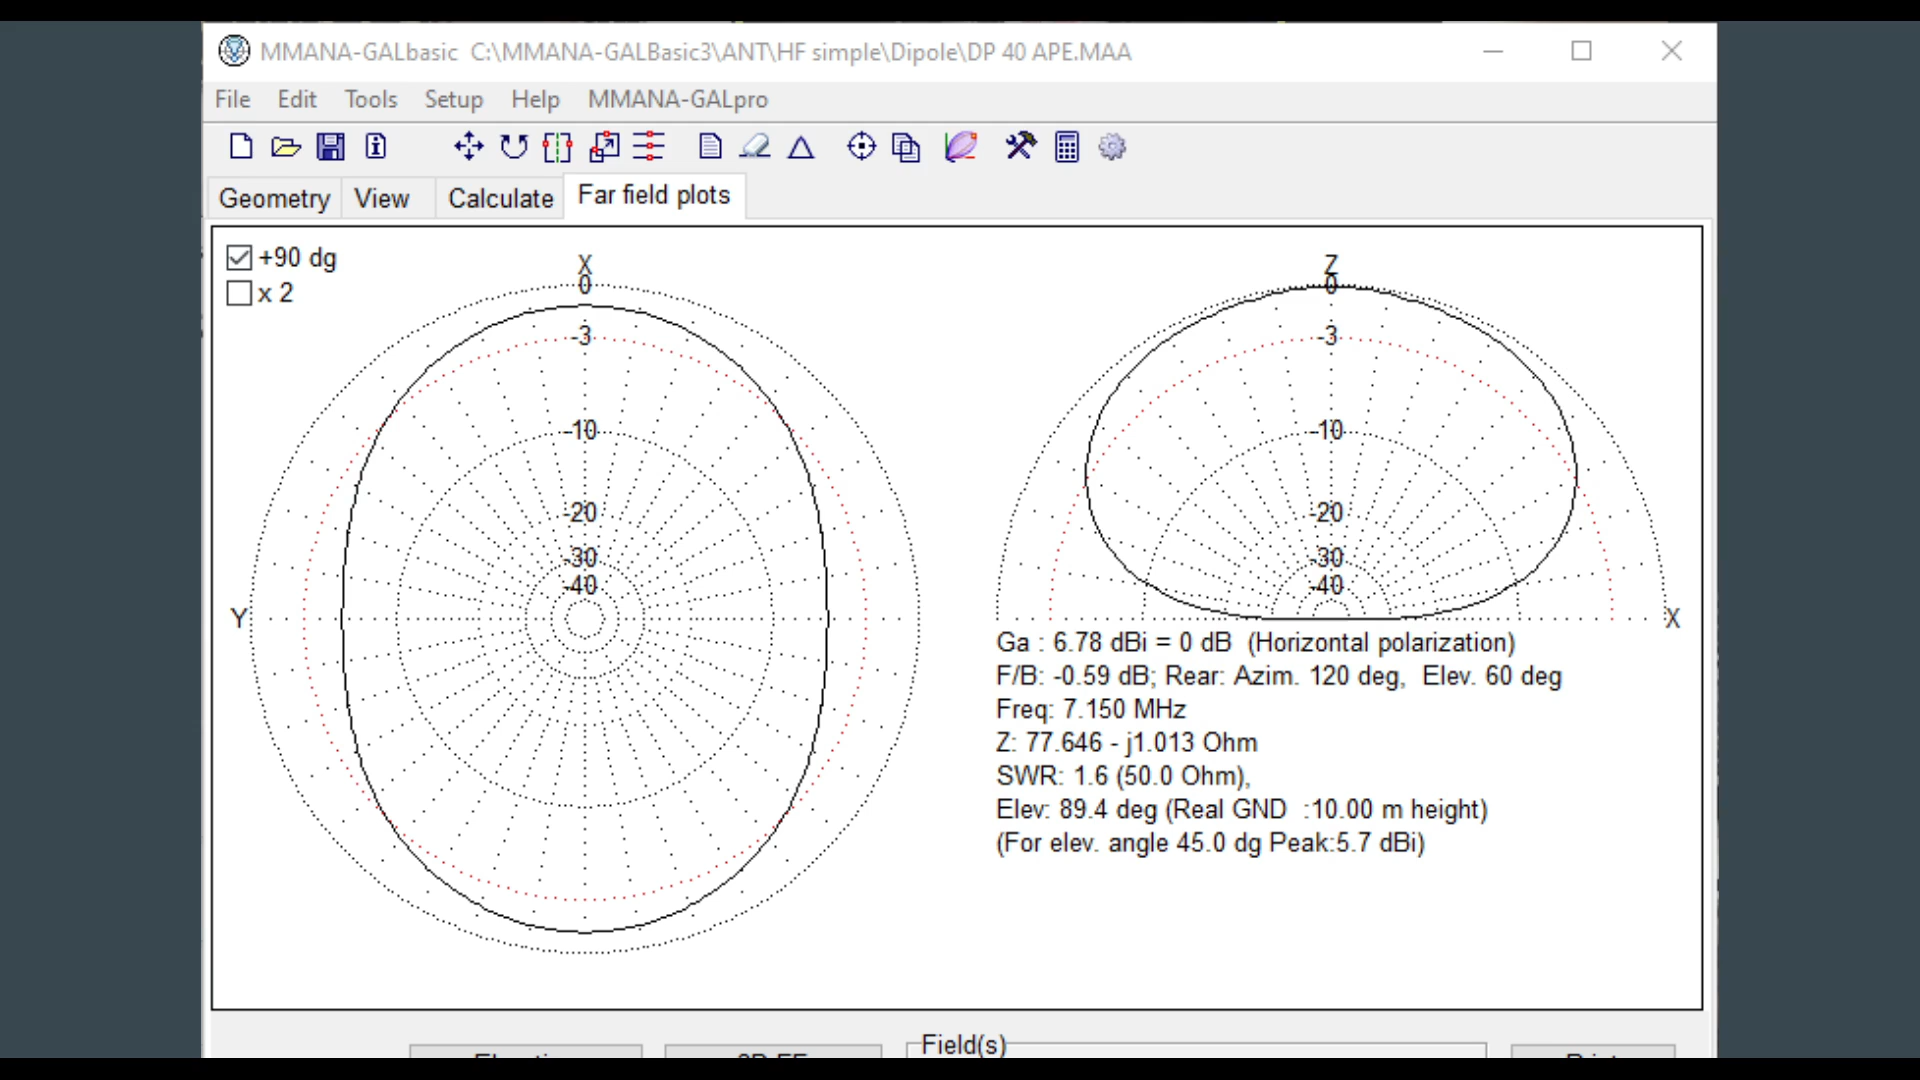 MMANA-GALbasic C:\MMANA-GALBasic3\ANT\HF simple\Dipole\DP 40 APE.MAA
File Edit Tools Setup Help MMANA-GALpro
Geometry View Calculate Far field plots
+90 dg
x 2
X
0
-3
-10
-20
-30
-40
Y
Z
0
-3
-10
-20
-30
-40
X
Ga : 6.78 dBi = 0 dB (Horizontal polarization)
F/B: -0.59 dB; Rear: Azim. 120 deg, Elev. 60 deg
Freq: 7.150 MHz
Z: 77.646 - j1.013 Ohm
SWR: 1.6 (50.0 Ohm),
Elev: 89.4 deg (Real GND :10.00 m height)
(For elev. angle 45.0 dg Peak:5.7 dBi)
Field(s)